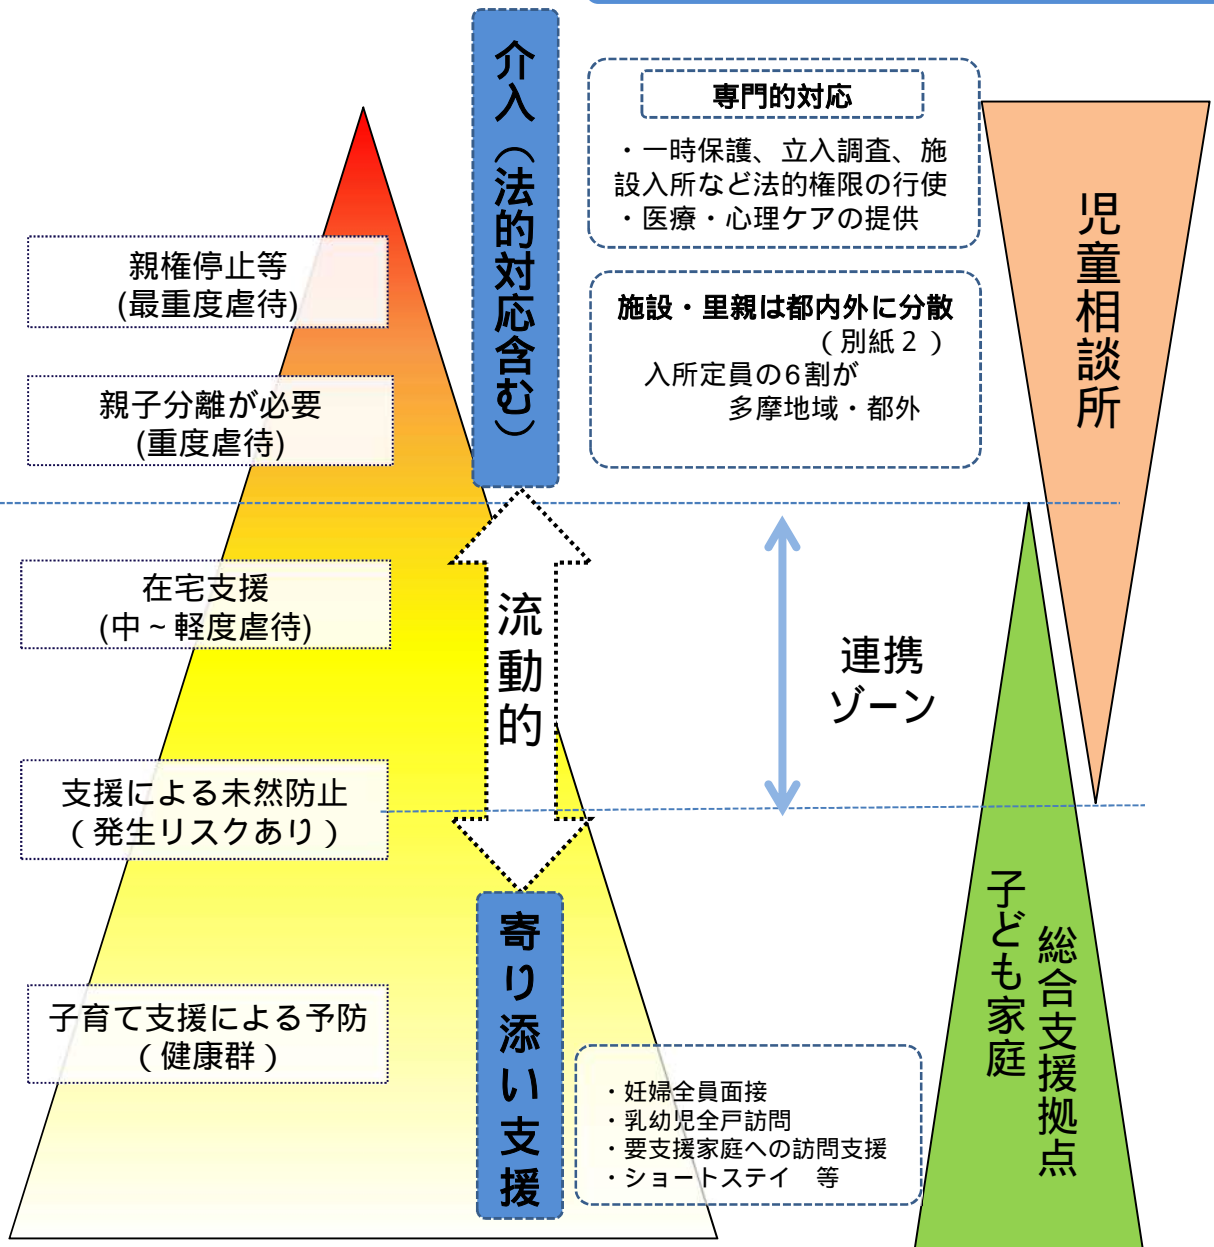 介入（法的対応含む）
専門的対応
・一時保護、立入調査、施
設入所など法的権限の行使
・医療・心理ケアの提供
施設・里親は都内外に分散
（別紙２）
入所定員の6割が
多摩地域・都外
児童相談所
親権停止等
(最重度虐待)
親子分離が必要
(重度虐待)
在宅支援
(中～軽度虐待)
流動的
連携
ゾーン
支援による未然防止
（発生リスクあり）
寄り添い支援
子育て支援による予防
（健康群）
・妊婦全員面接
・乳幼児全戸訪問
・要支援家庭への訪問支援
・ショートステイ　等
子ども家庭
総合支援拠点